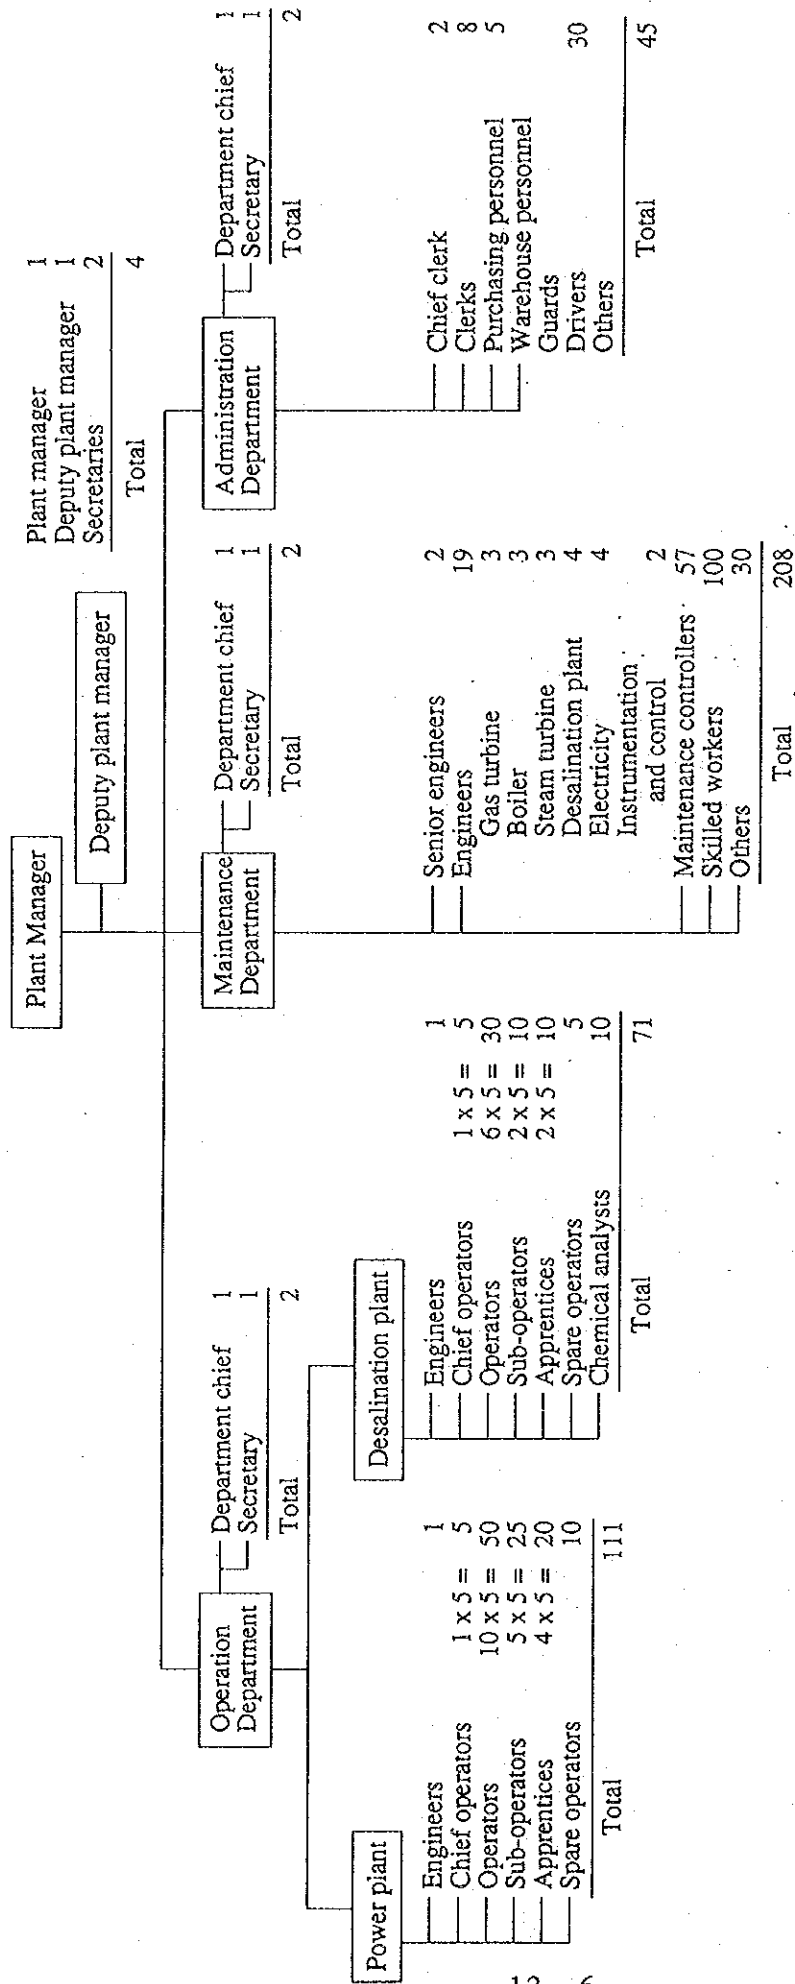 Plant Manager
Deputy plant manager
Plant manager 1
Deputy plant manager 1
Secretaries 2
Total 4
Operation
Department
Department chief 1
Secretary 1
Total 2
Maintenance
Department
Department chief 1
Secretary 1
Total 2
Administration
Department
Department chief 1
Secretary 1
Total 2
Power plant
Engineers 1
Chief operators 1 x 5 = 5
Operators 10 x 5 = 50
Sub-operators 5 x 5 = 25
Apprentices 4 x 5 = 20
Spare operators 10
Total 111
Desalination plant
Engineers 1
Chief operators 1 x 5 = 5
Operators 6 x 5 = 30
Sub-operators 2 x 5 = 10
Apprentices 2 x 5 = 10
Spare operators 5
Chemical analysis 10
Total 71
Senior engineers 2
Engineers 19
Gas turbine 3
Boiler 3
Steam turbine 3
Desalination plant 4
Electricity 4
Instrumentation
and control 2
Maintenance controllers 57
Skilled workers 100
Others 30
Total 208
Chief clerk 2
Clerks 8
Purchasing personnel 5
Warehouse personnel
Guards
Drivers 30
Others
Total 45